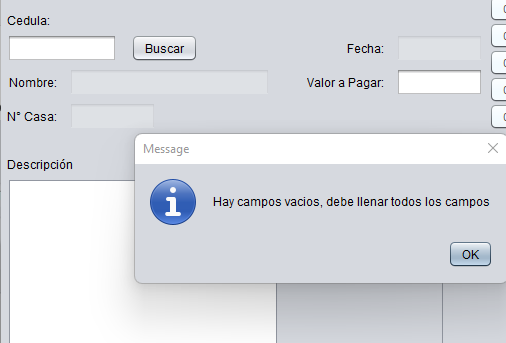 Cedula:
Buscar
Fecha:
Nombre:
Valor a Pagar:
N° Casa:
Message
Descripción
Hay campos vacios, debe llenar todos los campos
OK